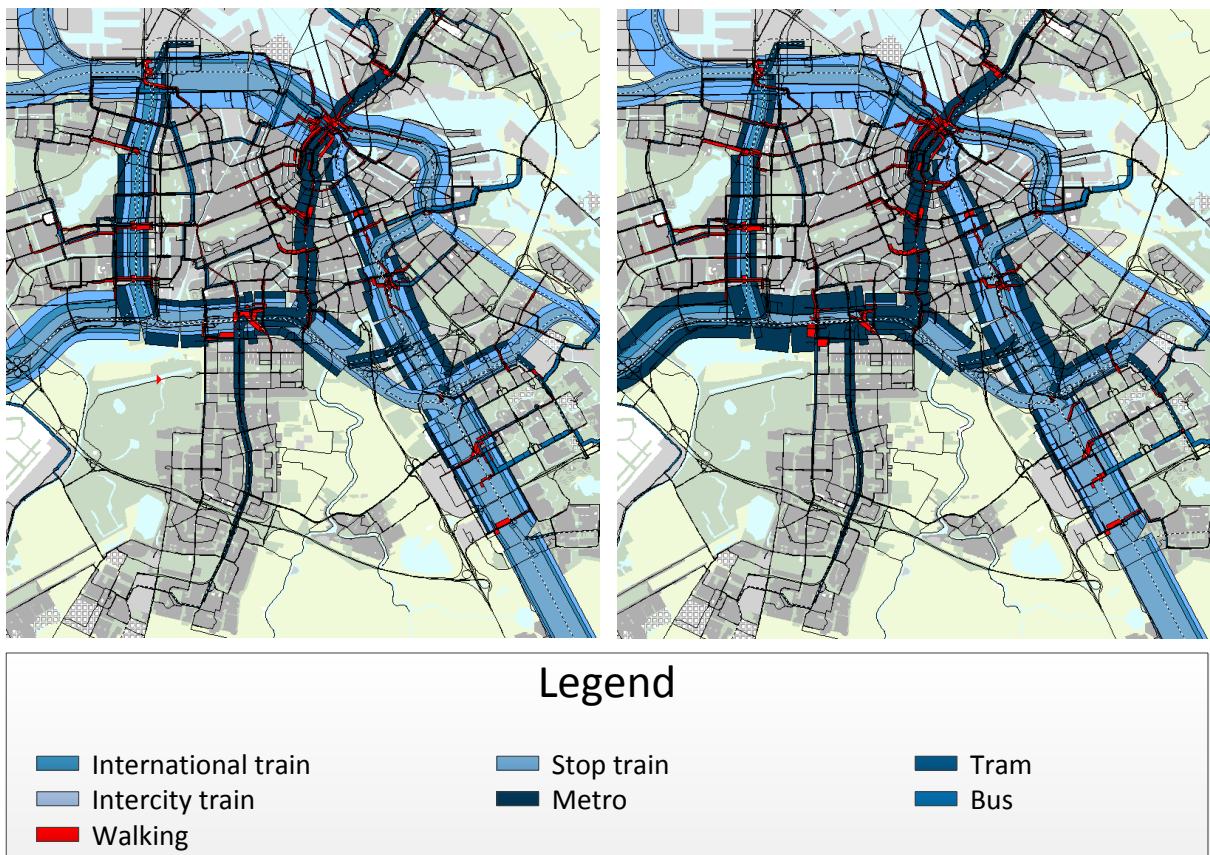 Legend
International train
Stop train
Tram
Intercity train
Metro
Bus
Walking